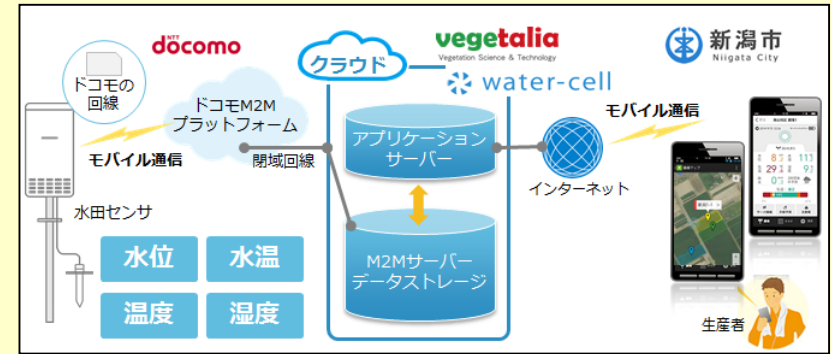 NTT
döcomo
vegetalia
Vegetation Science & Technology
water-cell
新潟市
Niigata City
ドコモの
回線
ドコモM2M
プラットフォーム
クラウド
モバイル通信
閉域回線
アプリケーション
サーバー
モバイル通信
インターネット
水田センサ
水位
水温
温度
湿度
M2Mサーバー
データストレージ
生産者